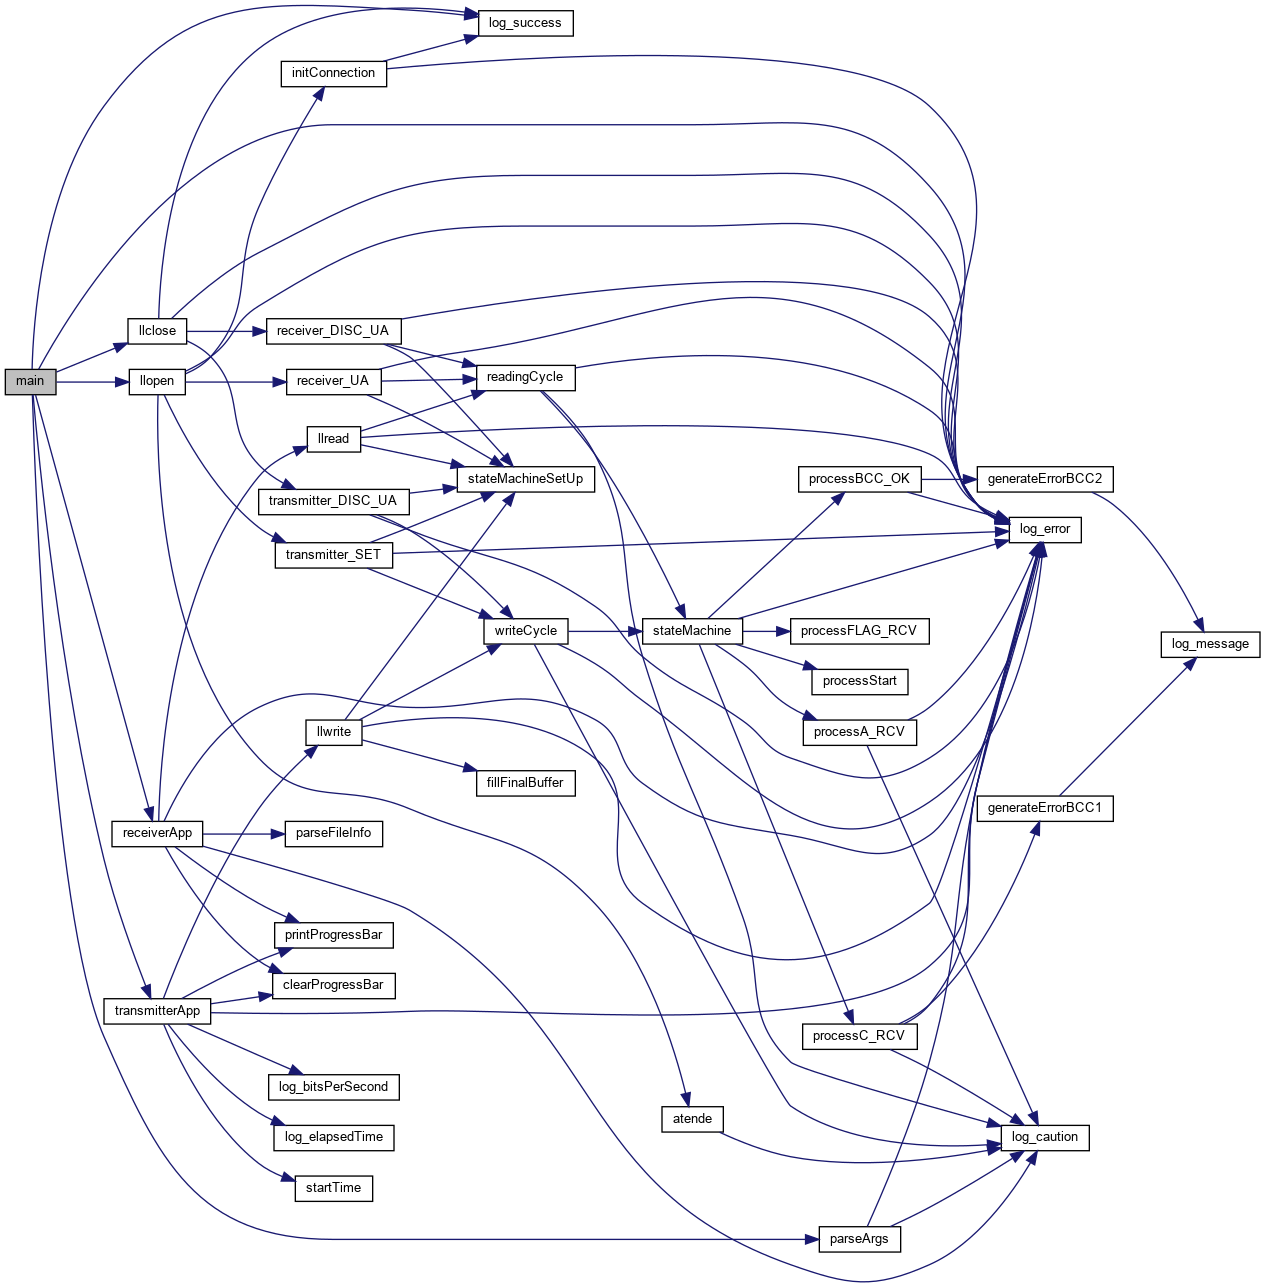 log_success
initConnection
llclose
receiver_DISC_UA
main
llopen
receiver_UA
readingCycle
llread
stateMachineSetUp
processBCC_OK
generateErrorBCC2
transmitter_DISC_UA
log_error
transmitter_SET
writeCycle
stateMachine
processFLAG_RCV
log_message
processStart
llwrite
processA_RCV
fillFinalBuffer
generateErrorBCC1
receiverApp
parseFileInfo
printProgressBar
clearProgressBar
transmitterApp
processC_RCV
log_bitsPerSecond
atende
log_elapsedTime
log_caution
startTime
parseArgs